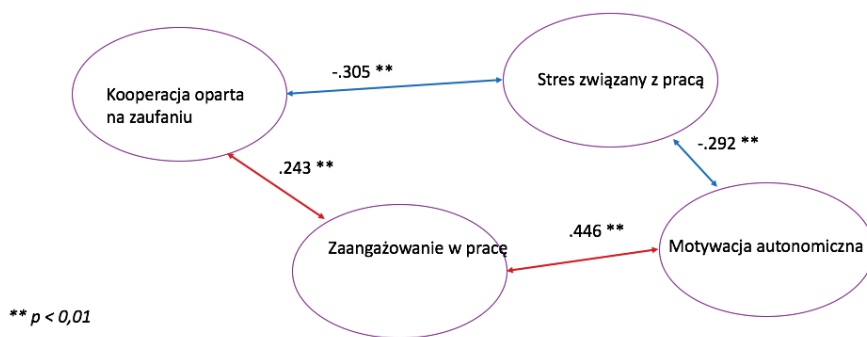 -.305 **
Kooperacja oparta
na zaufaniu
Stres związany z pracą
-.292 **
.243 **
.446 **
Zaangażowanie w pracę
Motywacja autonomiczna
** p < 0,01